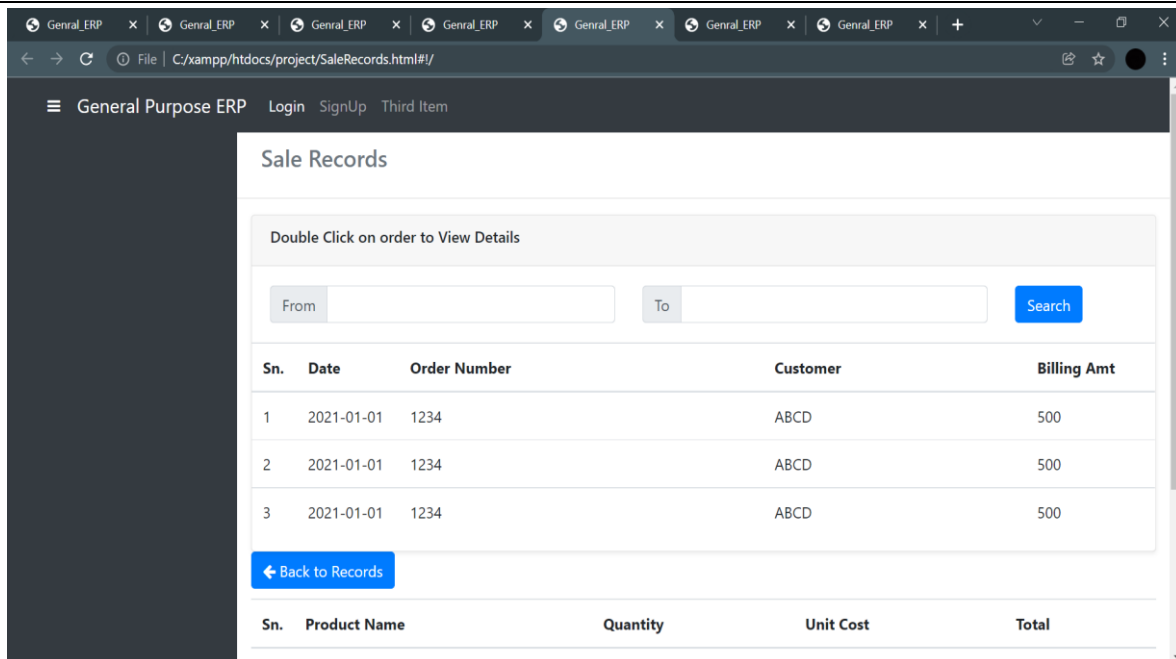 Genral_ERP Genral_ERP Genral_ERP Genral_ERP Genral_ERP Genral_ERP Genral_ERP
File C:/xampp/htdocs/project/SaleRecords.html#!/
General Purpose ERP Login SignUp Third Item
Sale Records
Double Click on order to View Details
From To Search
Sn. Date Order Number Customer Billing Amt
1 2021-01-01 1234 ABCD 500
2 2021-01-01 1234 ABCD 500
3 2021-01-01 1234 ABCD 500
Back to Records
Sn. Product Name Quantity Unit Cost Total